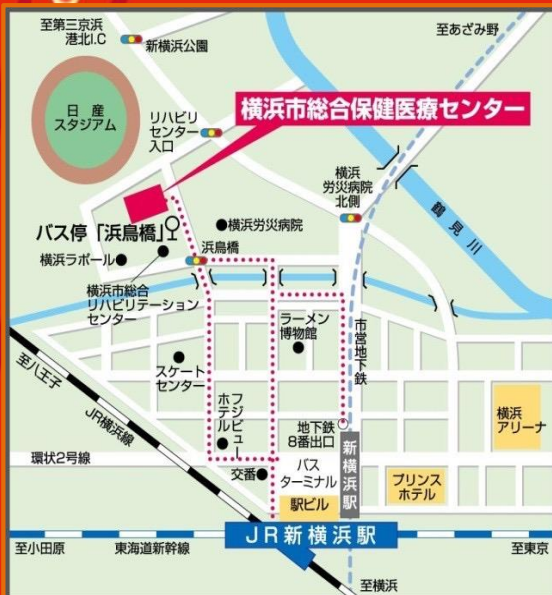 至第三京浜
港北I.C
新横浜公園
至あざみ野
日産
スタジアム
リハビリ
センター
入口
横浜市総合保健医療センター
横浜
労災病院
北側
鶴見川
バス停「浜鳥橋」
横浜労災病院
浜鳥橋
横浜ラポール
横浜市総合
リハビリテーション
センター
ラーメン
博物館
市営地下鉄
至八王子
スケート
センター
JR横浜線
フジビュー
ホテル
地下鉄
8番出口
横浜
アリーナ
環状2号線
交番
バス
ターミナル
新横浜駅
プリンス
ホテル
駅ビル
JR新横浜駅
至小田原
東海道新幹線
至東京
至横浜